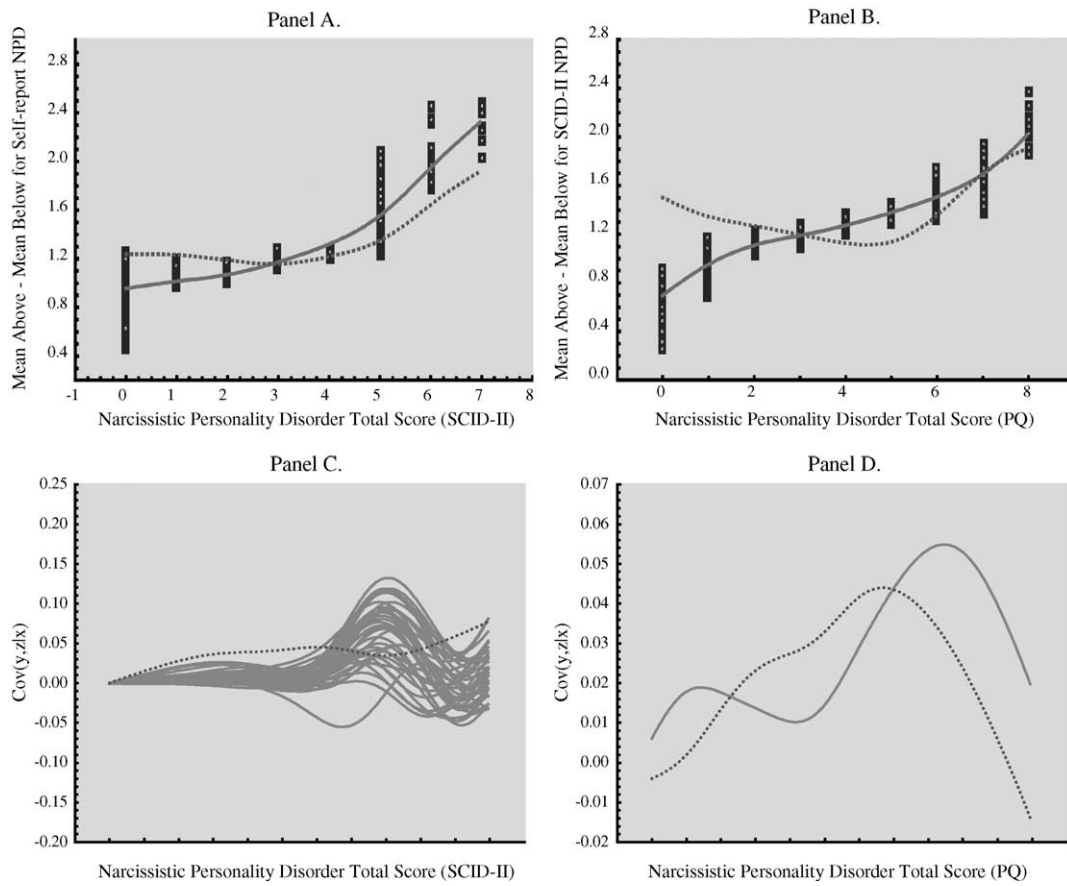 Panel A.
Mean Above - Mean Below for Self-report NPD
2.8
2.4
2.0
1.6
1.2
0.8
0.4
-1 0 1 2 3 4 5 6 7 8
Narcissistic Personality Disorder Total Score (SCID-II)
Panel B.
Mean Above - Mean Below for SCID-II NPD
2.8
2.4
2.0
1.6
1.2
0.8
0.4
0.0
0 1 2 3 4 5 6 7 8
Narcissistic Personality Disorder Total Score (PQ)
Panel C.
Cov(y,z|x)
0.25
0.20
0.15
0.10
0.05
0.00
-0.05
-0.10
-0.15
-0.20
Narcissistic Personality Disorder Total Score (SCID-II)
Panel D.
Cov(y,z|x)
0.07
0.06
0.05
0.04
0.03
0.02
0.01
0.00
-0.01
-0.02
Narcissistic Personality Disorder Total Score (PQ)